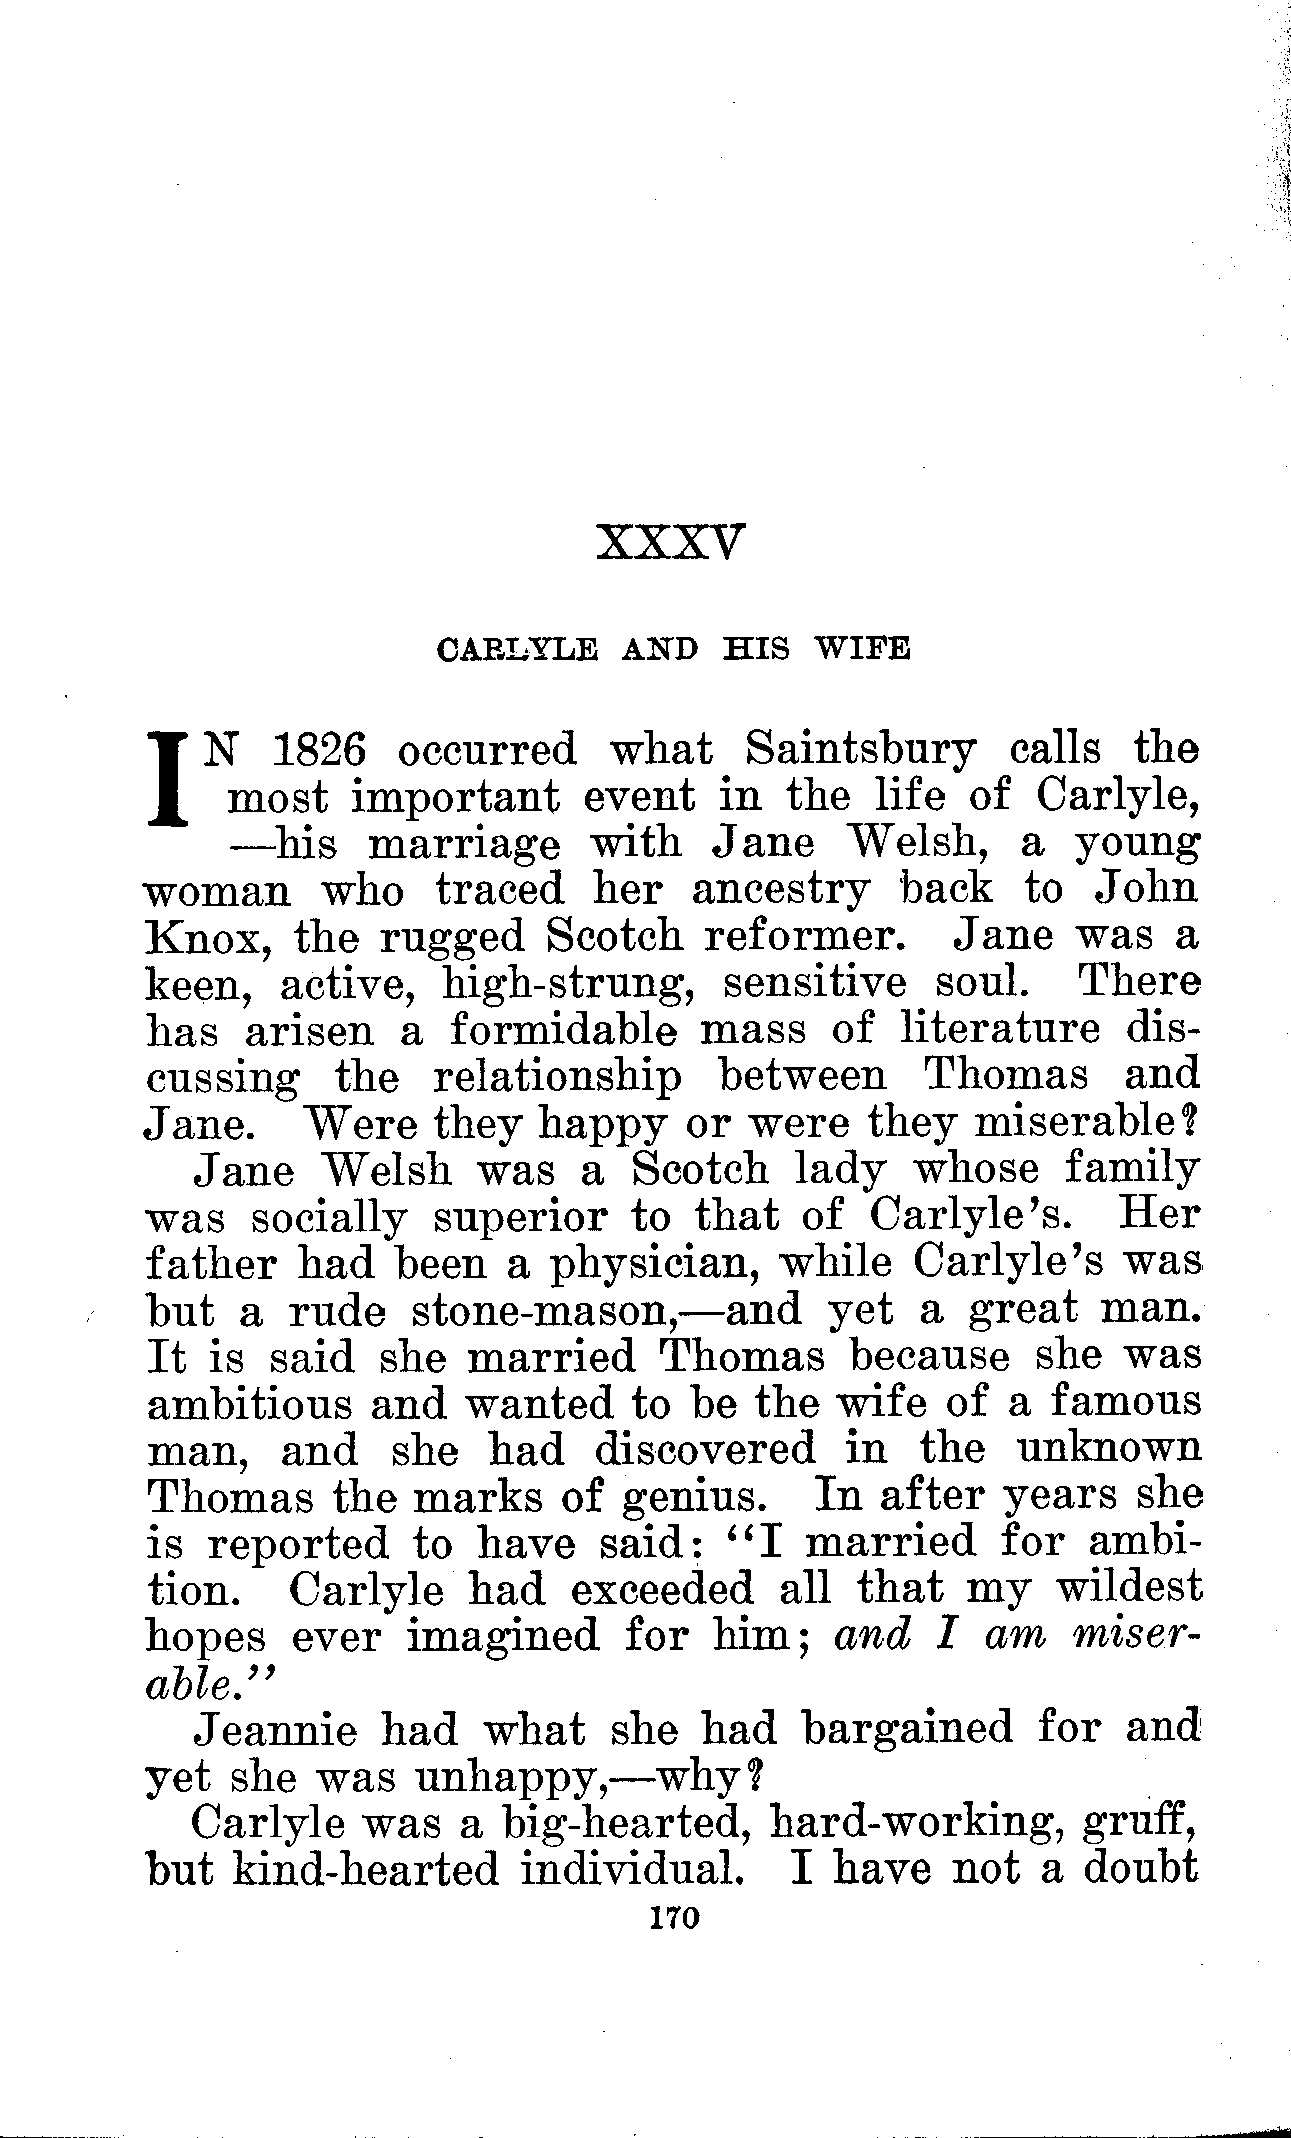 XXXV
CARLYLE AND HIS WIFE
IN 1826 occurred what Saintsbury calls the
most important event in the life of Carlyle,
—his marriage with Jane Welsh, a young
woman who traced her ancestry back to John
Knox, the rugged Scotch reformer. Jane was a
keen, active, high-strung, sensitive soul. There
has arisen a formidable mass of literature dis-
cussing the relationship between Thomas and
Jane. Were they happy or were they miserable?
Jane Welsh was a Scotch lady whose family
was socially superior to that of Carlyle's. Her
father had been a physician, while Carlyle's was
but a rude stone-mason,—and yet a great man.
It is said she married Thomas because she was
ambitious and wanted to be the wife of a famous
man, and she had discovered in the unknown
Thomas the marks of genius. In after years she
is reported to have said: "I married for ambi-
tion. Carlyle had exceeded all that my wildest
hopes ever imagined for him; and I am miser-
able."
Jeannie had what she had bargained for and
yet she was unhappy,—why?
Carlyle was a big-hearted, hard-working, gruff,
but kind-hearted individual. I have not a doubt
170